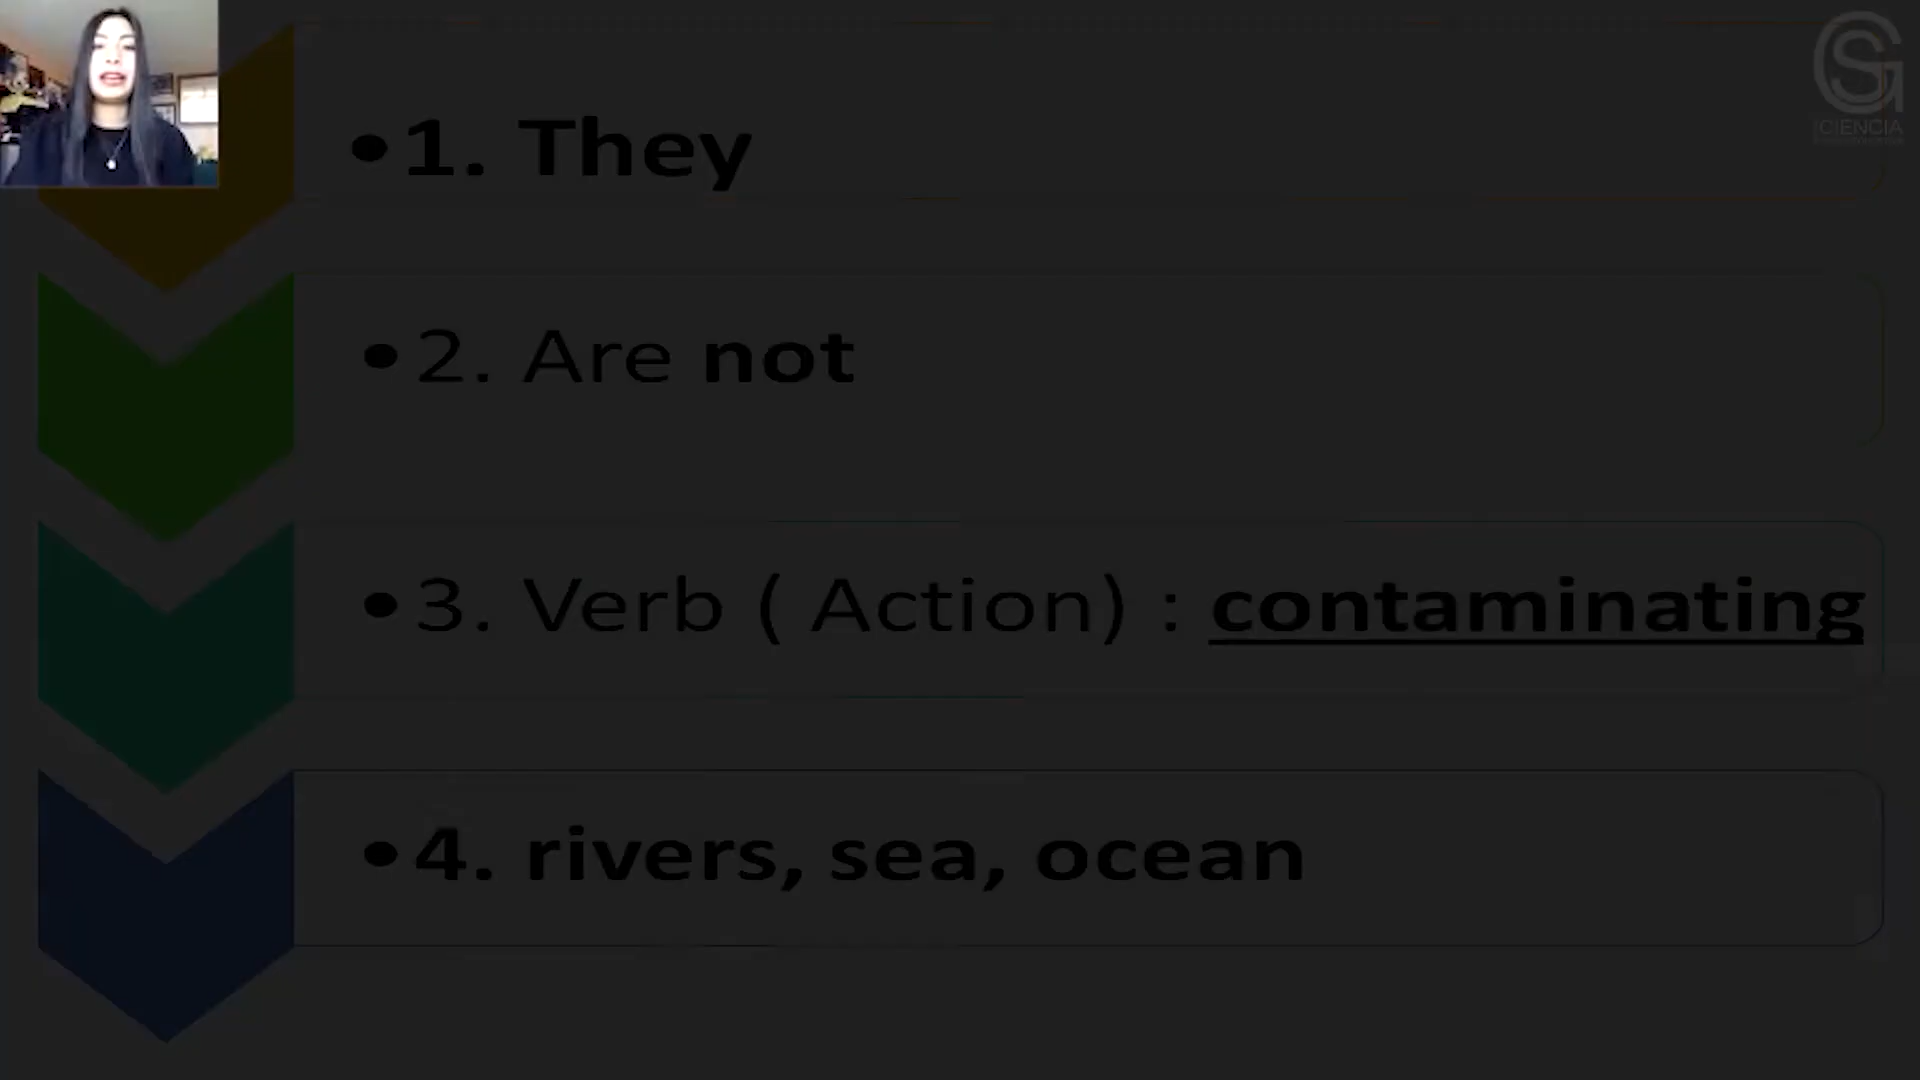 •1. They
•2. Are not
•3. Verb ( Action) : contaminating
•4. rivers, sea, ocean
CIENCIA